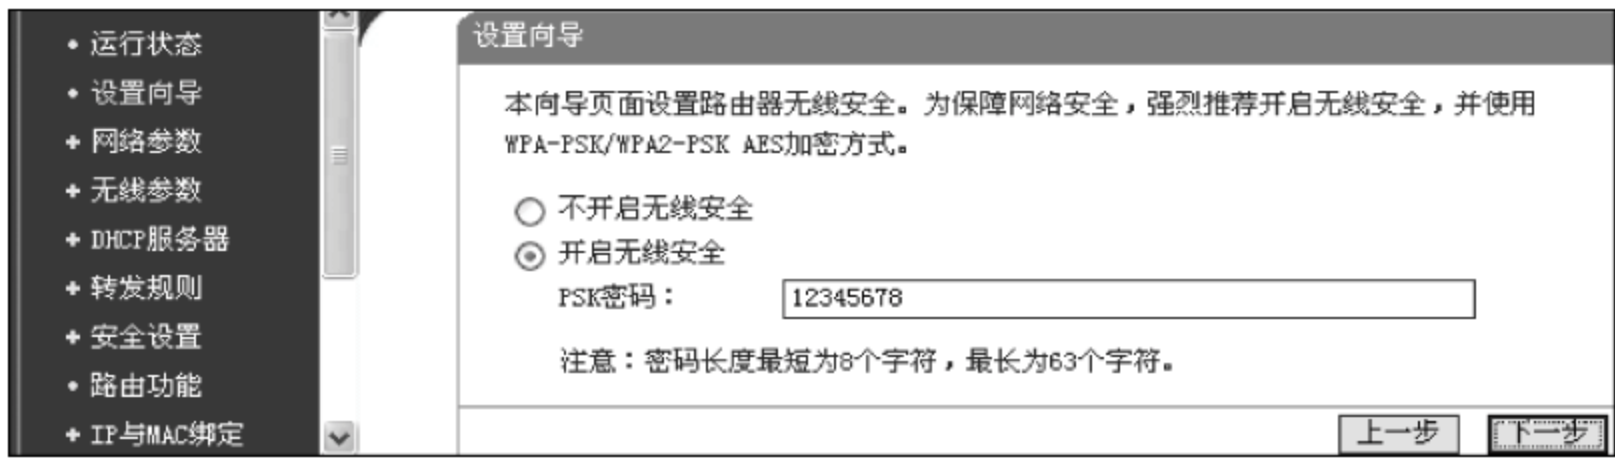 • 运行状态
• 设置向导
+ 网络参数
+ 无线参数
+ DHCP服务器
+ 转发规则
+ 安全设置
• 路由功能
+ IP与MAC绑定
设置向导
本向导页面设置路由器无线安全。为保障网络安全，强烈推荐开启无线安全，并使用
WPA-PSK/WPA2-PSK AES加密方式。
不开启无线安全
开启无线安全
PSK密码： 12345678
注意：密码长度最短为8个字符，最长为63个字符。
上一步 下一步